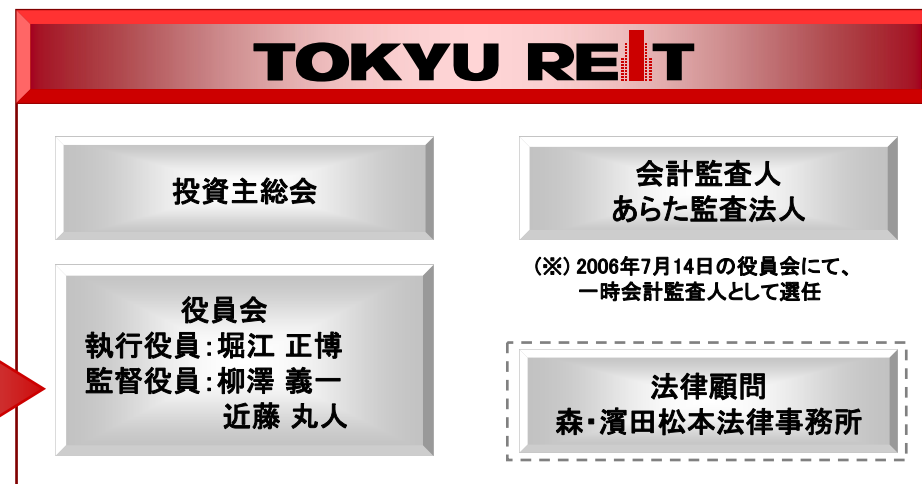 TOKYU REIT
投資主総会
会計監査人
あらた監査法人
(※) 2006年7月14日の役員会にて、
一時会計監査人として選任
役員会
執行役員:堀江 正博
監督役員:柳澤 義一
近藤 丸人
法律顧問
森・濱田松本法律事務所